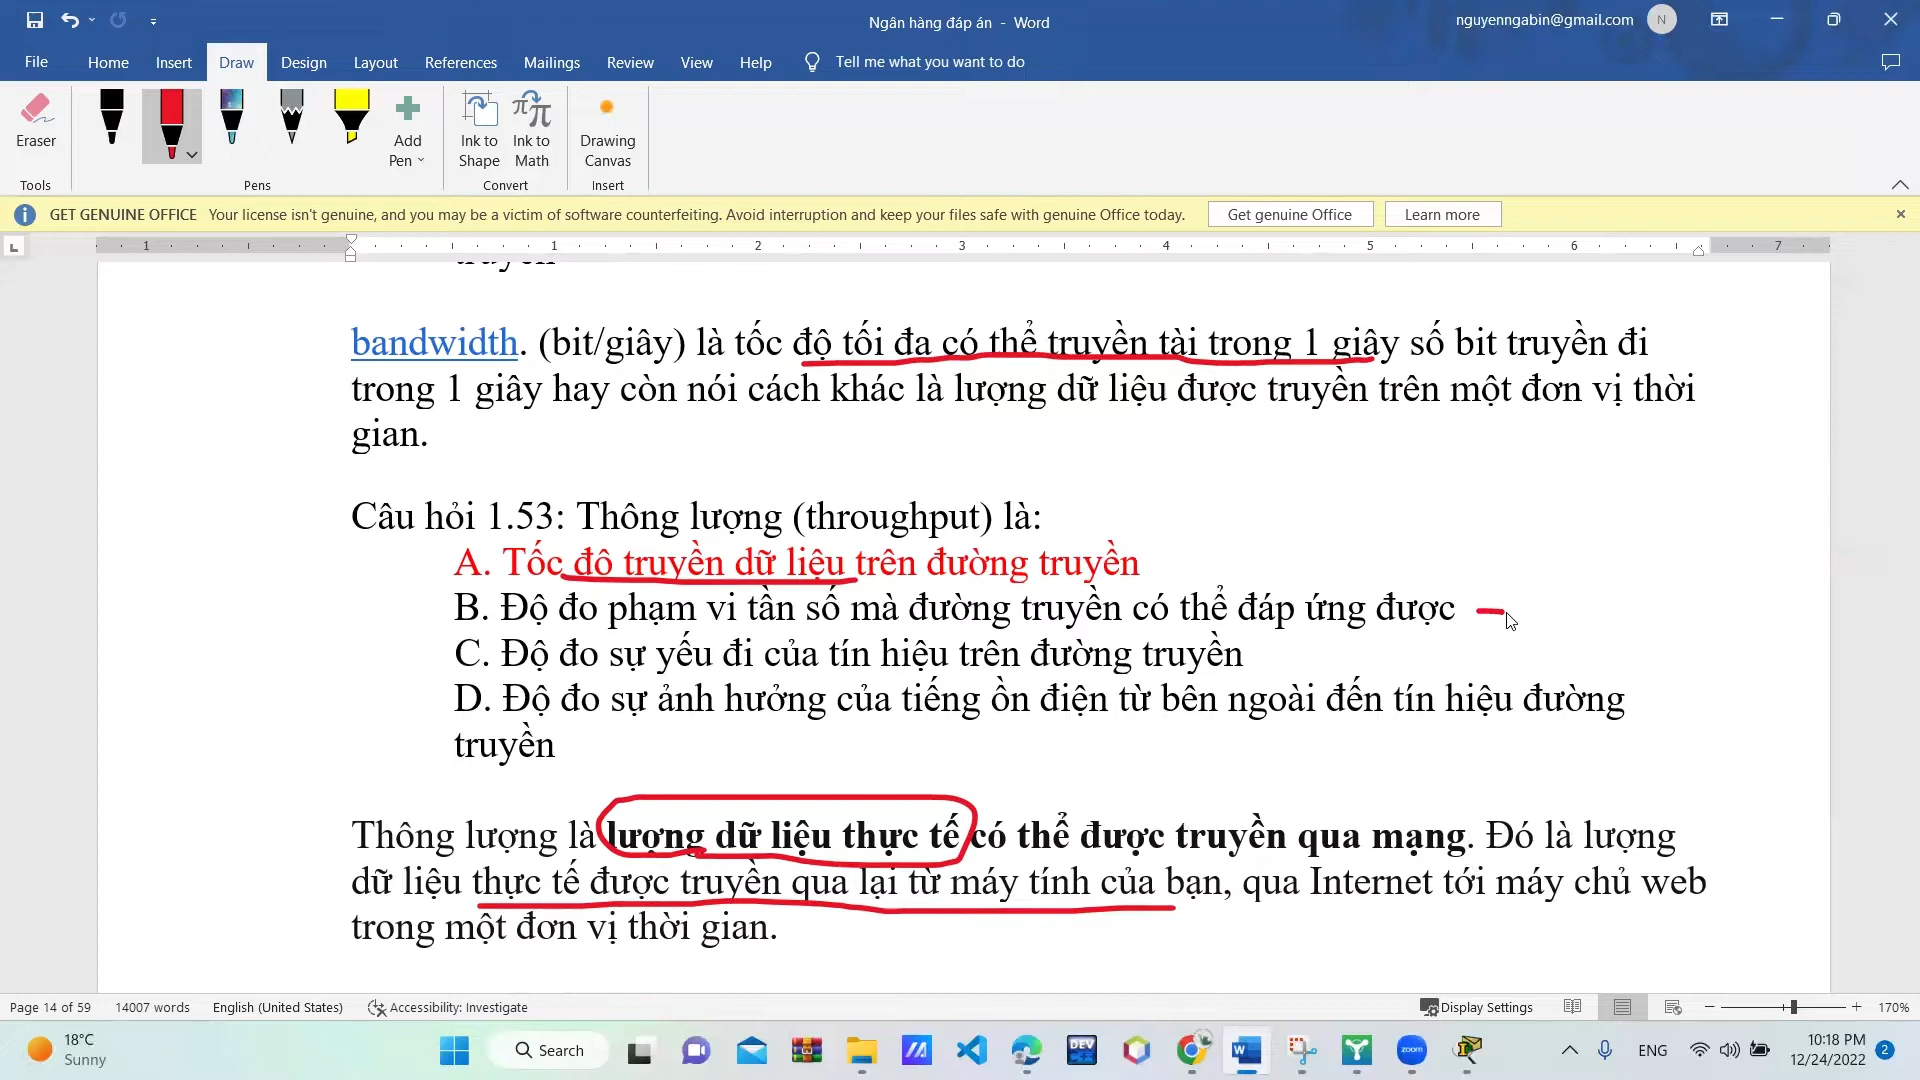 Ngân hàng đáp án - Word
nguyenngabin@gmail.com
N
File Home Insert Draw Design Layout References Mailings Review View Help Tell me what you want to do
Eraser
Add Pen
Ink to Shape
Ink to Math
Drawing Canvas
Tools
Pens
Convert
Insert
GET GENUINE OFFICE Your license isn't genuine, and you may be a victim of software counterfeiting. Avoid interruption and keep your files safe with genuine Office today.
Get genuine Office
Learn more
1 1 2 3 4 5 6 7
bandwidth. (bit/giây) là tốc độ tối đa có thể truyền tài trong 1 giây số bit truyền đi
trong 1 giây hay còn nói cách khác là lượng dữ liệu được truyền trên một đơn vị thời
gian.
Câu hỏi 1.53: Thông lượng (throughput) là:
A. Tốc độ truyền dữ liệu trên đường truyền
B. Độ đo phạm vi tần số mà đường truyền có thể đáp ứng được
C. Độ đo sự yếu đi của tín hiệu trên đường truyền
D. Độ đo sự ảnh hưởng của tiếng ồn điện từ bên ngoài đến tín hiệu đường
truyền
Thông lượng là lượng dữ liệu thực tế có thể được truyền qua mạng. Đó là lượng
dữ liệu thực tế được truyền qua lại từ máy tính của bạn, qua Internet tới máy chủ web
trong một đơn vị thời gian.
Page 14 of 59 14007 words English (United States) Accessibility: Investigate Display Settings 170%
18°C
Sunny
Search
DEV
zoom
ENG
10:18 PM
12/24/2022
2